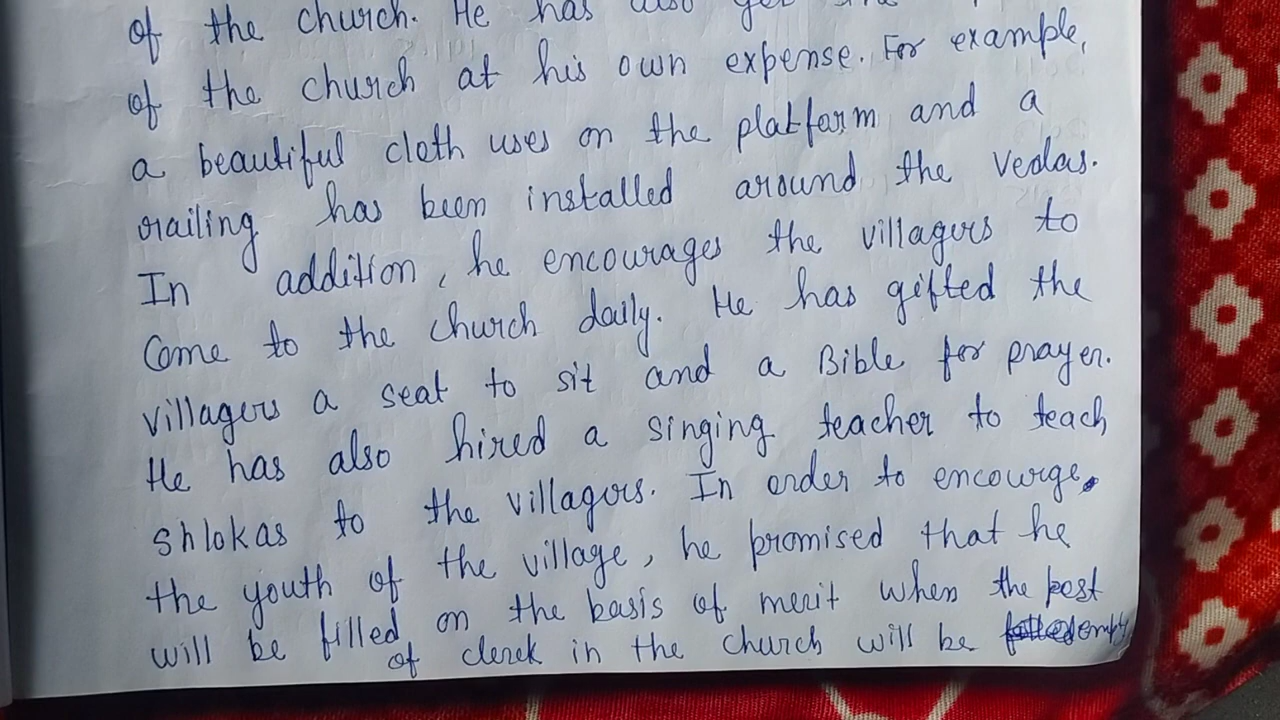 of the church. He has also get the
of the church at his own expense. For example,
a beautiful cloth uses on the platform and a
railing has been installed around the vedas.
In addition, he encourages the villagers to
Come to the church daily. He has gifted the
villagers a seat to sit and a Bible for prayer.
He has also hired a singing teacher to teach
shlokas to the villagers. In order to encourge
the youth of the village, he promised that he
will be filled on the basis of merit when the post
of clerek in the church will be empty